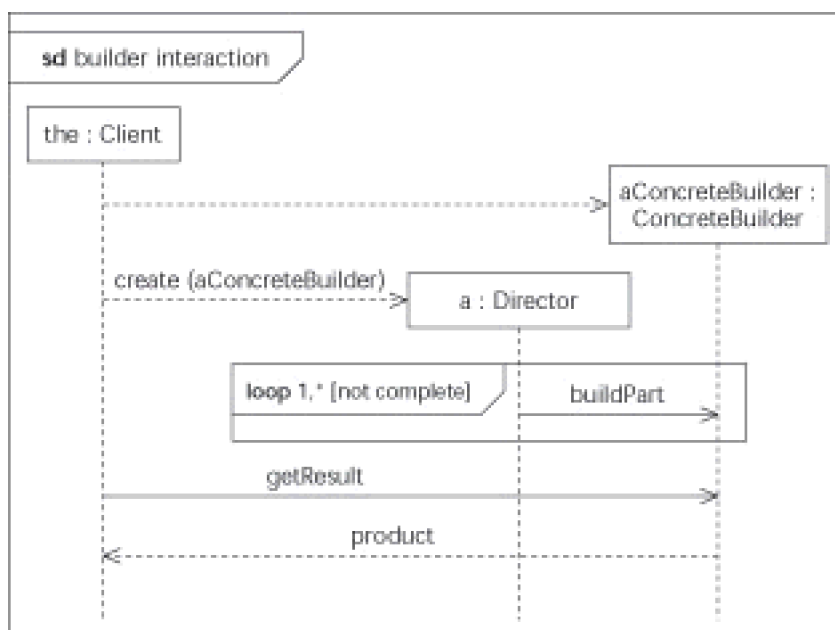 sd builder interaction
the : Client
aConcreteBuilder :
ConcreteBuilder
create (aConcreteBuilder)
a : Director
loop 1,* [not complete]
buildPart
getResult
product